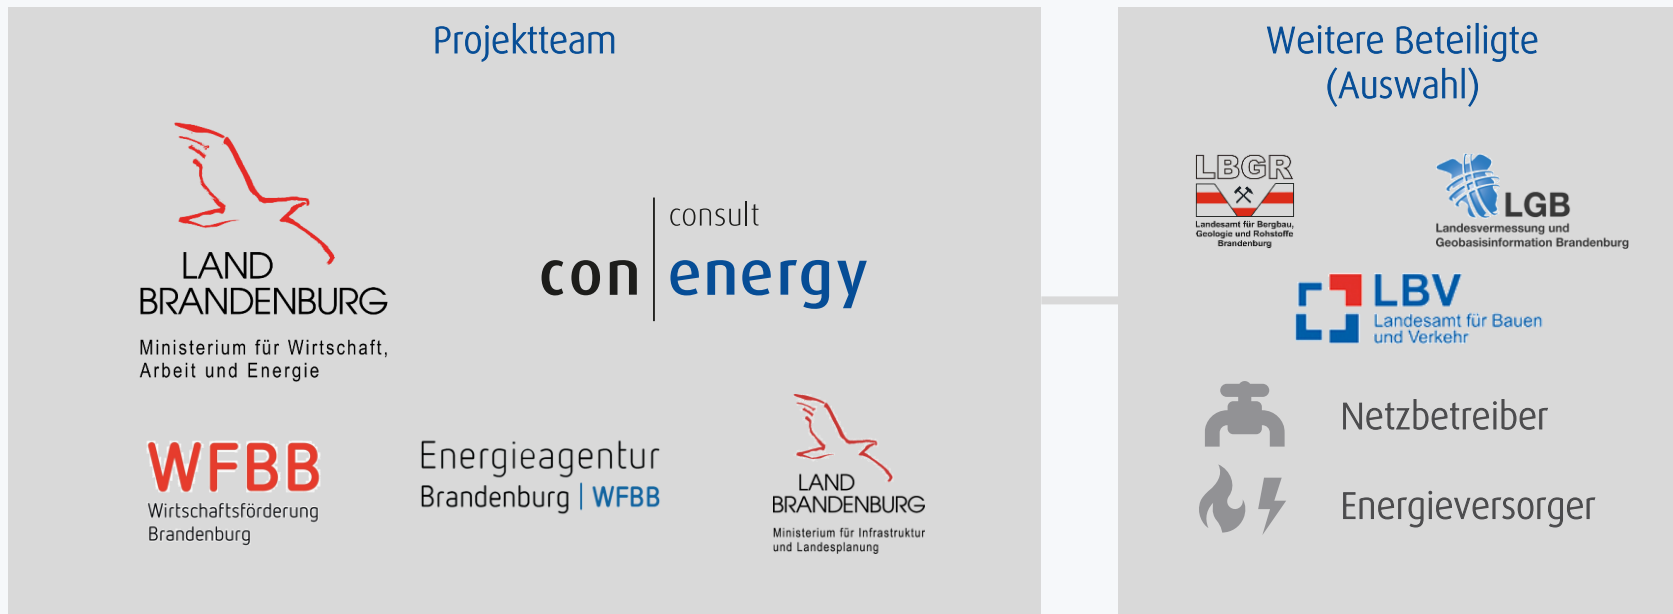 Projektteam
LAND
BRANDENBURG
Ministerium für Wirtschaft,
Arbeit und Energie
consult
con energy
WFBB
Wirtschaftsförderung
Brandenburg
Energieagentur
Brandenburg | WFBB
LAND
BRANDENBURG
Ministerium für Infrastruktur
und Landesplanung
Weitere Beteiligte
(Auswahl)
LBGR
Landesamt für Bergbau,
Geologie und Rohstoffe
Brandenburg
LGB
Landesvermessung und
Geobasisinformation Brandenburg
LBV
Landesamt für Bauen
und Verkehr
Netzbetreiber
Energieversorger